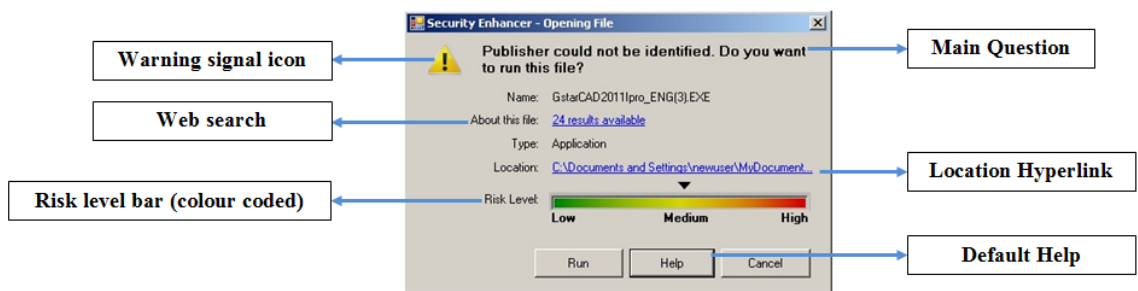 Security Enhancer - Opening File
Warning signal icon
Publisher could not be identified. Do you want
to run this file?
Main Question
Name: GstarCAD2011Ipro_ENG(3).EXE
Web search
About this file: 24 results available
Type: Application
Location: C:\Documents and Settings\newuser\MyDocument...
Location Hyperlink
Risk level bar (colour coded)
Risk Level:
Low Medium High
Run Help Cancel
Default Help